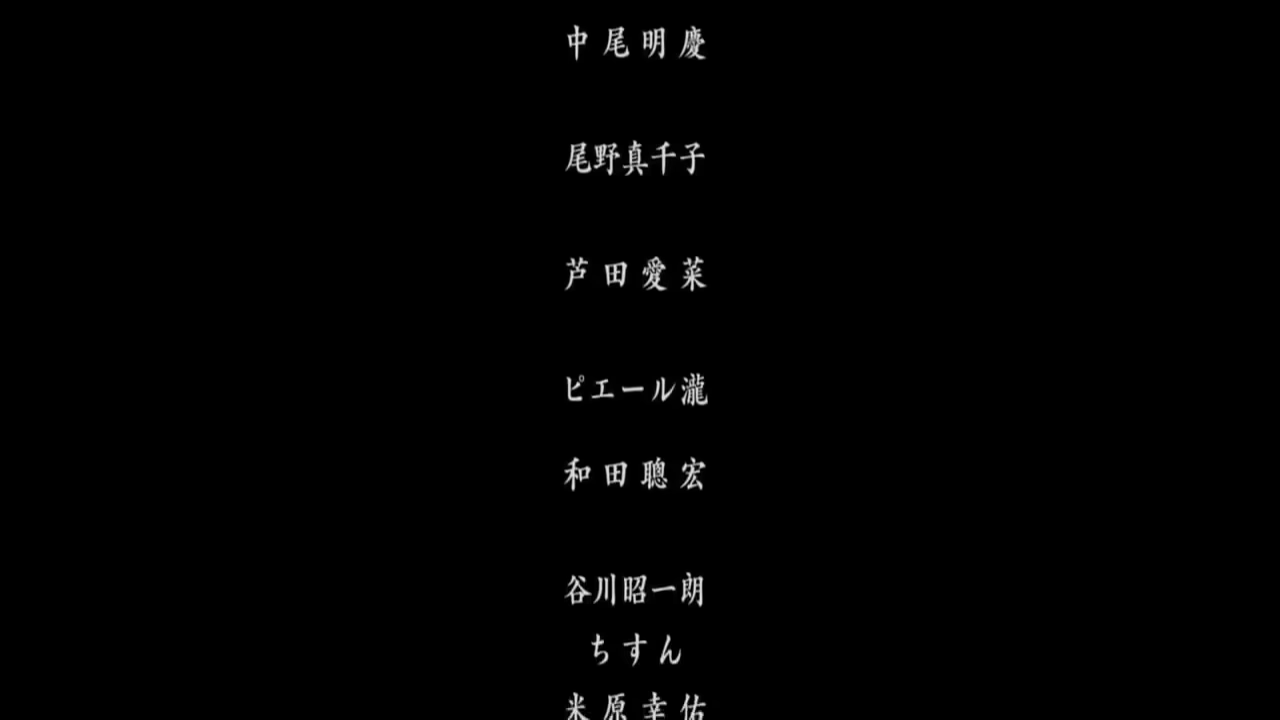 中尾明慶
尾野真千子
芦田愛菜
ピエール瀧
和田聰宏
谷川昭一朗
ちすん
米原幸佑